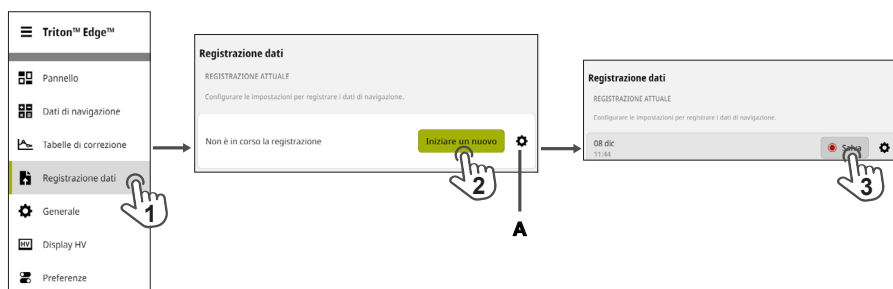 Triton™ Edge™
Pannello
Dati di navigazione
Tabelle di correzione
Registrazione dati
1
Generale
HV Display HV
Preferenze
Registrazione dati
REGISTRAZIONE ATTUALE
Configurare le impostazioni per registrare i dati di navigazione.
Non è in corso la registrazione
Iniziare un nuovo
2
A
Registrazione dati
REGISTRAZIONE ATTUALE
Configurare le impostazioni per registrare i dati di navigazione.
08 dic
11:44
Salva
3